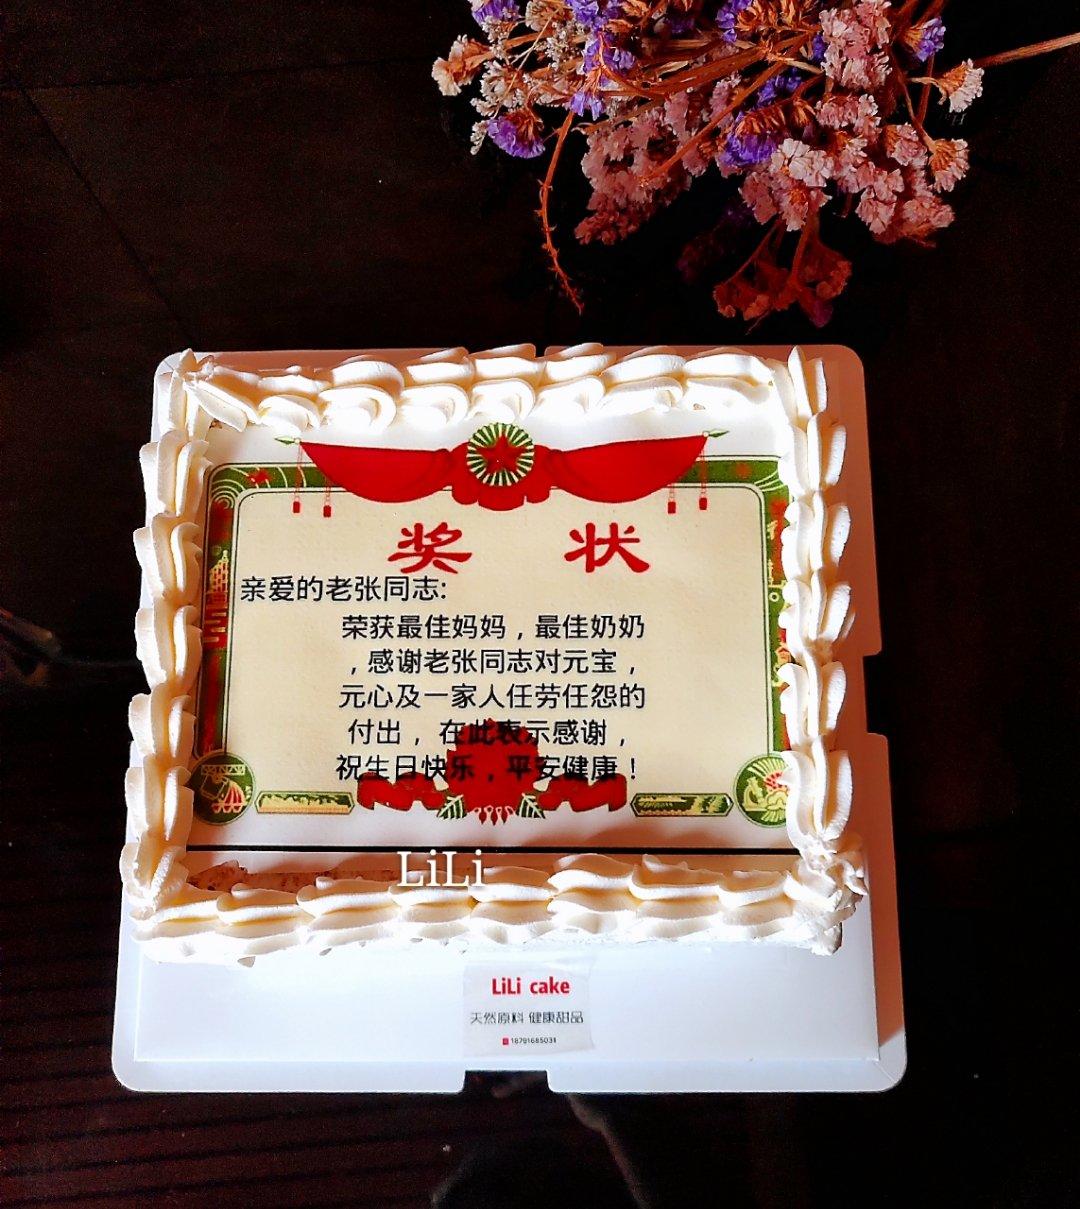 奖 状
亲爱的老张同志:
荣获最佳妈妈，最佳奶奶
，感谢老张同志对元宝，
元心及一家人任劳任怨的
付出，在此表示感谢，
祝生日快乐，平安健康！
LiLi
LiLi cake
天然原料 健康甜品
18791685031